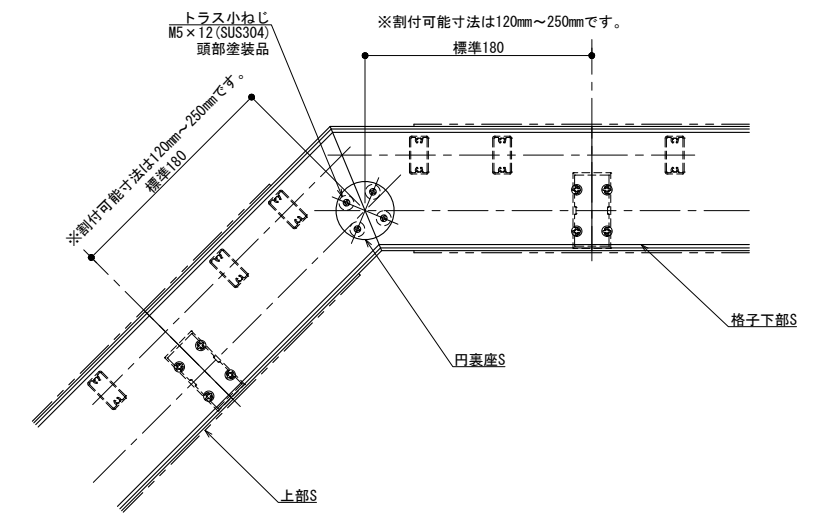 トラス小ねじ
M5×12(SUS304)
頭部塗装品
※割付可能寸法は120㎜～250㎜です。
標準180
※割付可能寸法は120㎜～250㎜です。
標準180
格子下部S
円裏座S
上部S